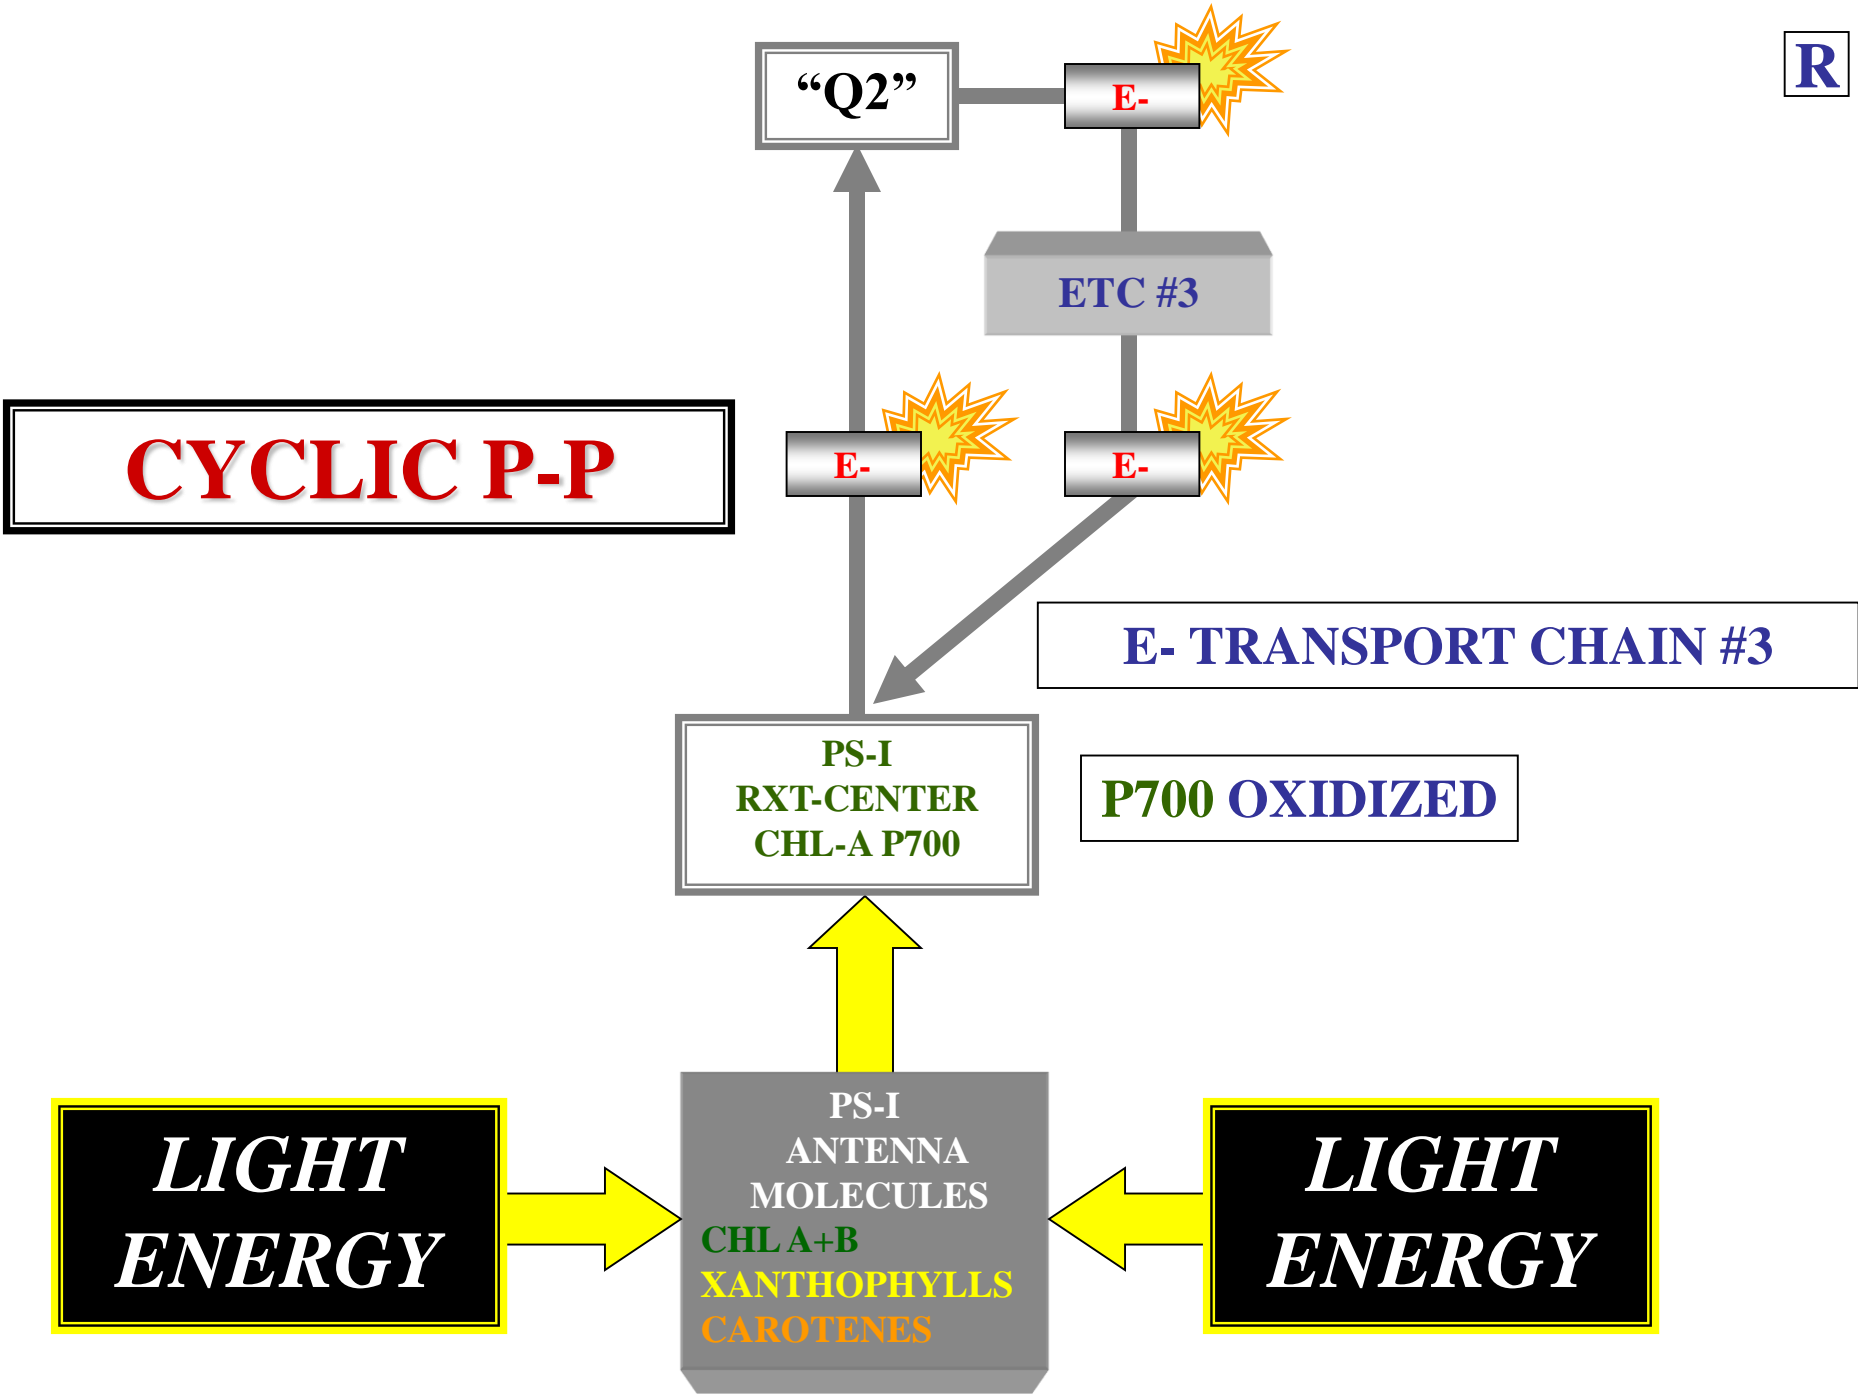 “Q2”
E-
R
ETC #3
CYCLIC P-P
E-
E-
E- TRANSPORT CHAIN #3
PS-I
RXT-CENTER
CHL-A P700
P700 OXIDIZED
LIGHT
ENERGY
PS-I
ANTENNA
MOLECULES
CHL A+B
XANTHOPHYLLS
CAROTENES
LIGHT
ENERGY